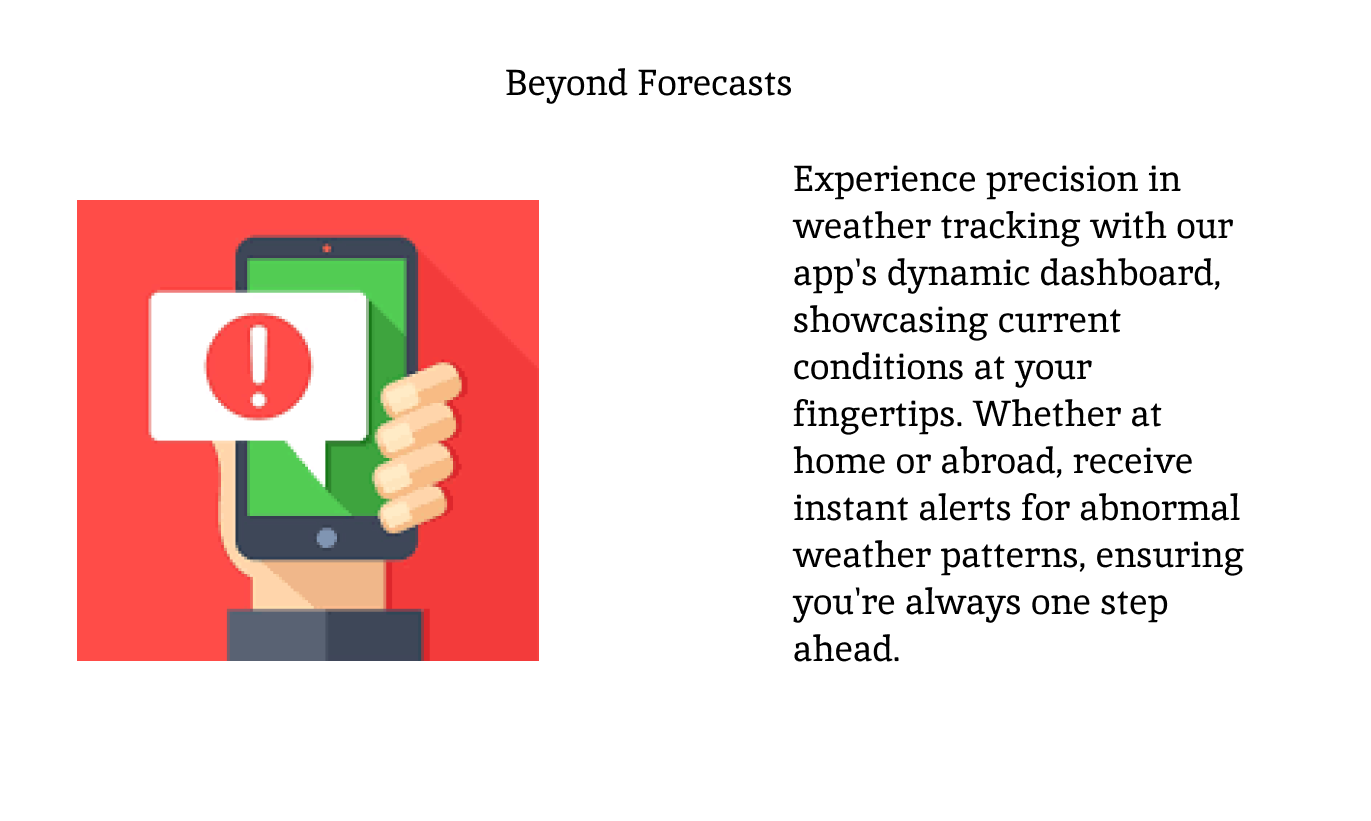 Beyond Forecasts
Experience precision in
weather tracking with our
app's dynamic dashboard,
showcasing current
conditions at your
fingertips. Whether at
home or abroad, receive
instant alerts for abnormal
weather patterns, ensuring
you're always one step
ahead.